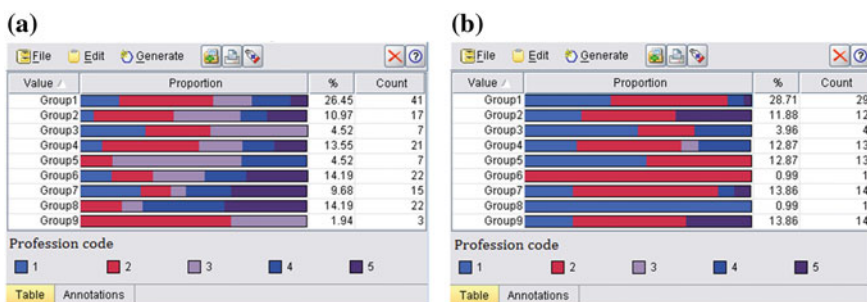 (a)
File Edit Generate
Value Proportion % Count
Group1 26.45 41
Group2 10.97 17
Group3 4.52 7
Group4 13.55 21
Group5 4.52 7
Group6 14.19 22
Group7 9.68 15
Group8 14.19 22
Group9 1.94 3
Profession code
1 2 3 4 5
Table Annotations
(b)
File Edit Generate
Value Proportion % Count
Group1 28.71 29
Group2 11.88 12
Group3 3.96 4
Group4 12.87 13
Group5 12.87 13
Group6 0.99 1
Group7 13.86 14
Group8 0.99 1
Group9 13.86 14
Profession code
1 2 3 4 5
Table Annotations